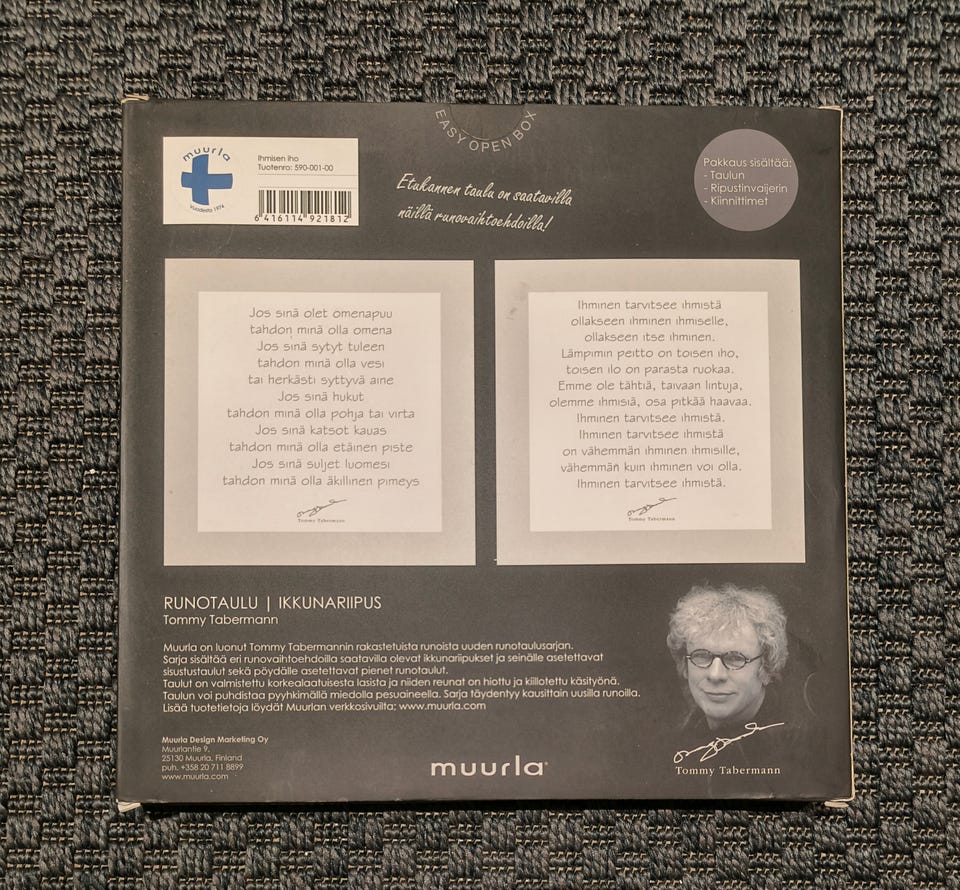 EASY OPEN BOX
muurla
Vuodesta 1974
Ihmisen iho
Tuotenro: 590-001-00
6 416114 921812
Etukannen taulu on saatavilla
näillä runovaihtoehdoilla!
Pakkaus sisältää:
- Taulun
- Ripustinvaijerin
- Kiinnittimet
Jos sinä olet omenapuu
tahdon minä olla omena
Jos sinä sytyt tuleen
tahdon minä olla vesi
tai herkästi syttyvä aine
Jos sinä hukut
tahdon minä olla pohja tai virta
Jos sinä katsot kauas
tahdon minä olla etäinen piste
Jos sinä suljet luomesi
tahdon minä olla äkillinen pimeys
Tommy Tabermann
Ihminen tarvitsee ihmistä
ollakseen ihminen ihmiselle,
ollakseen itse ihminen.
Lämpimin peitto on toisen iho,
toisen ilo on parasta ruokaa.
Emme ole tähtiä, taivaan lintuja,
olemme ihmisiä, osa pitkää haavaa.
Ihminen tarvitsee ihmistä.
Ihminen tarvitsee ihmistä
on vähemmän ihminen ihmisille,
vähemmän kuin ihminen voi olla.
Ihminen tarvitsee ihmistä.
Tommy Tabermann
RUNOTAULU | IKKUNARIIPUS
Tommy Tabermann
Muurla on luonut Tommy Tabermannin rakastetuista runoista uuden runotaulusarjan.
Sarja sisältää eri runovaihtoehdoilla saatavilla olevat ikkunariipukset ja seinälle asetettavat
sisustustaulut sekä pöydälle asetettavat pienet runotaulut.
Taulut on valmistettu korkealaatuisesta lasista ja niiden reunat on hiottu ja kiillotettu käsityönä.
Taulun voi puhdistaa pyyhkimällä miedolla pesuaineella. Sarja täydentyy kausittain uusilla runoilla.
Lisää tuotetietoja löydät Muurlan verkkosivuilta; www.muurla.com
Muurla Design Marketing Oy
Muurlantie 9,
25130 Muurla, Finland
puh. +358 20 711 8899
www.muurla.com
muurla
Tommy Tabermann